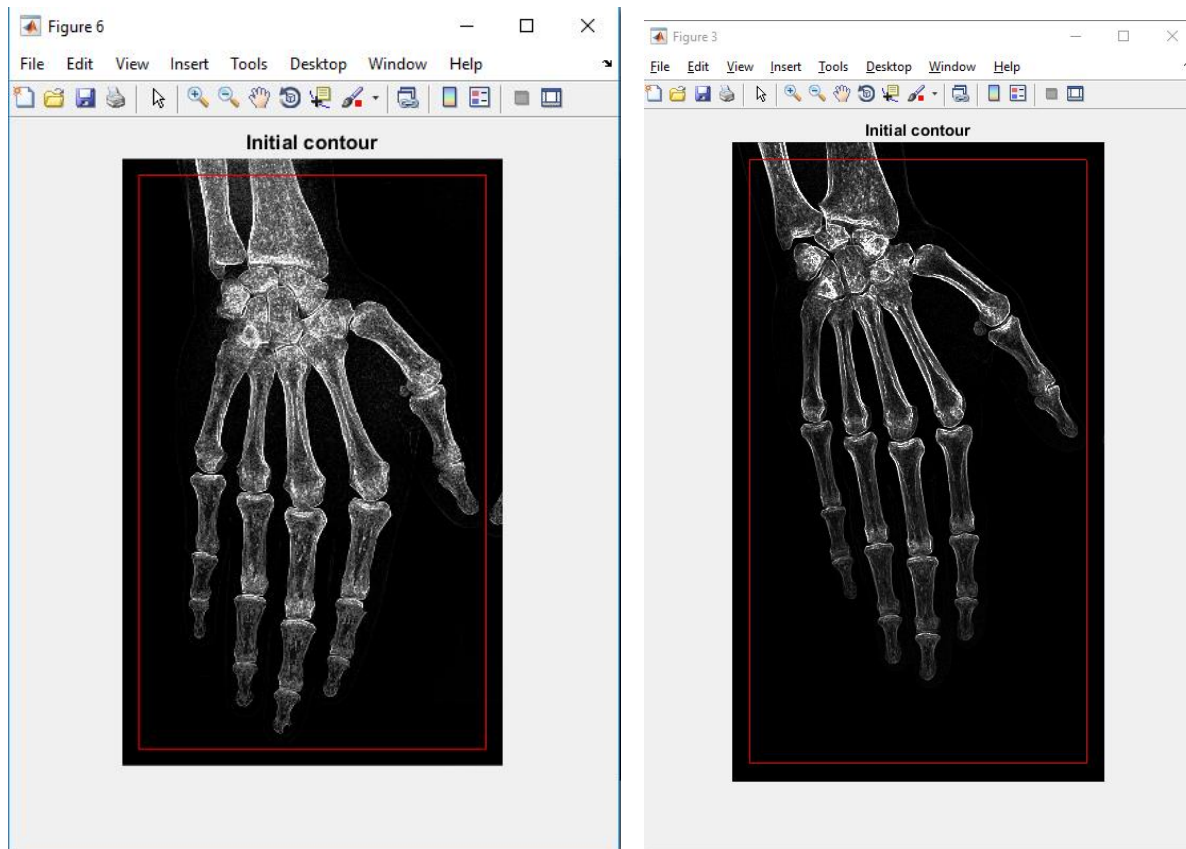 Figure 6
File Edit View Insert Tools Desktop Window Help
Initial contour
Figure 3
File Edit View Insert Tools Desktop Window Help
Initial contour